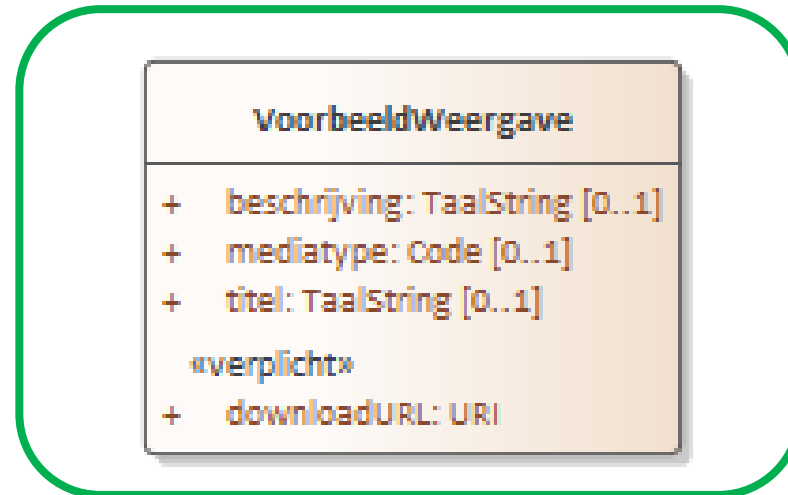 VoorbeeldWeergave
+ beschrijving: TaalString [0..1]
+ mediatype: Code [0..1]
+ titel: TaalString [0..1]
«verplicht»
+ downloadURL: URI